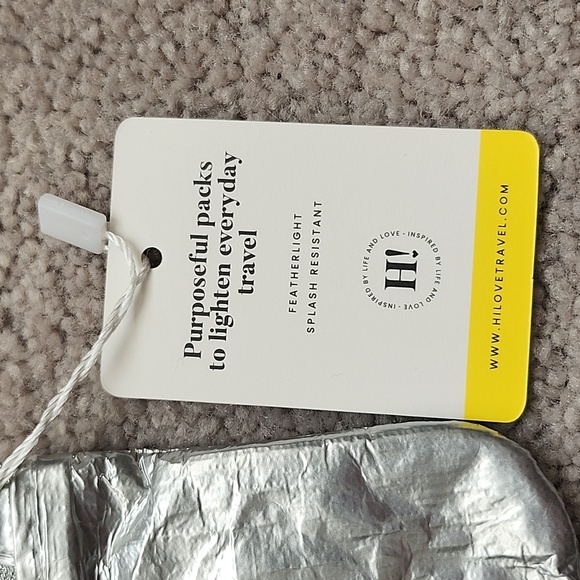 Purposeful packs
to lighten everyday
travel
FEATHERLIGHT
SPLASH RESISTANT
INSPIRED BY LIFE AND LOVE · INSPIRED BY LIFE AND LOVE ·
H!
WWW.HILOVETRAVEL.COM